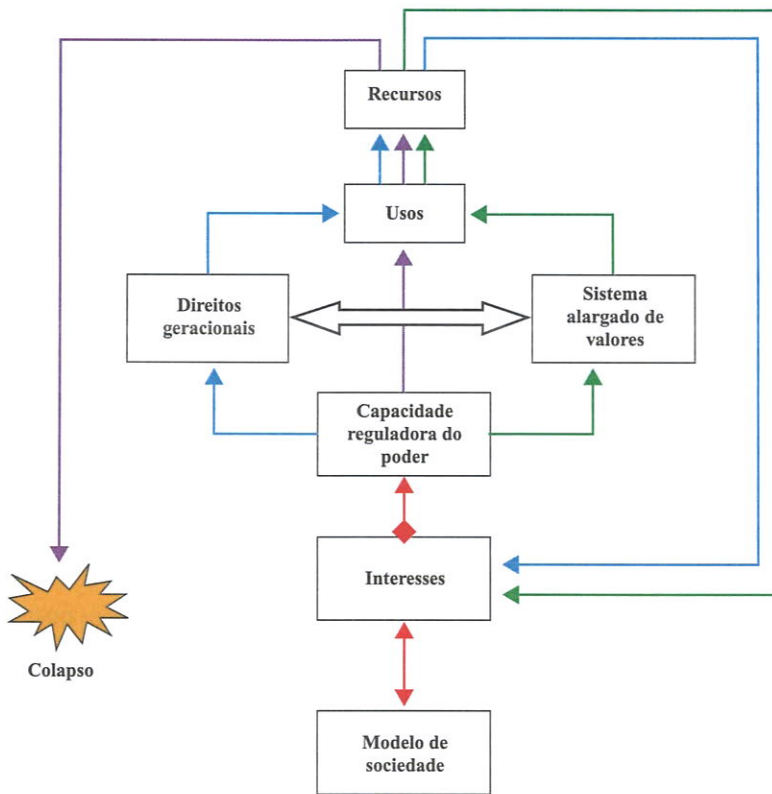 Recursos
Usos
Direitos
geracionais
Sistema
alargado de
valores
Capacidade
reguladora do
poder
Interesses
Colapso
Modelo de
sociedade